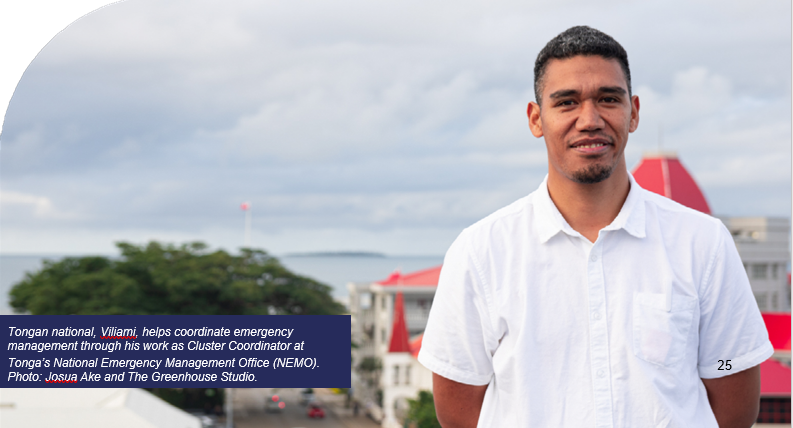 Tongan national, Viliami, helps coordinate emergency
management through his work as Cluster Coordinator at
Tonga's National Emergency Management Office (NEMO).
Photo: Josua Ake and The Greenhouse Studio.
25